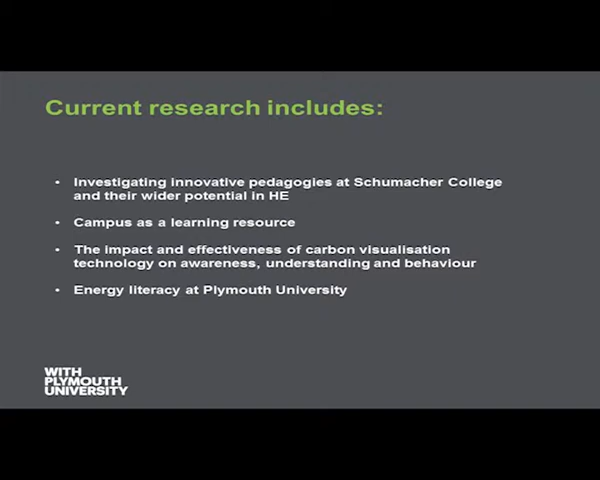 Current research includes:
• Investigating innovative pedagogies at Schumacher College
and their wider potential in HE
• Campus as a learning resource
• The impact and effectiveness of carbon visualisation
technology on awareness, understanding and behaviour
• Energy literacy at Plymouth University
WITH
PLYMOUTH
UNIVERSITY